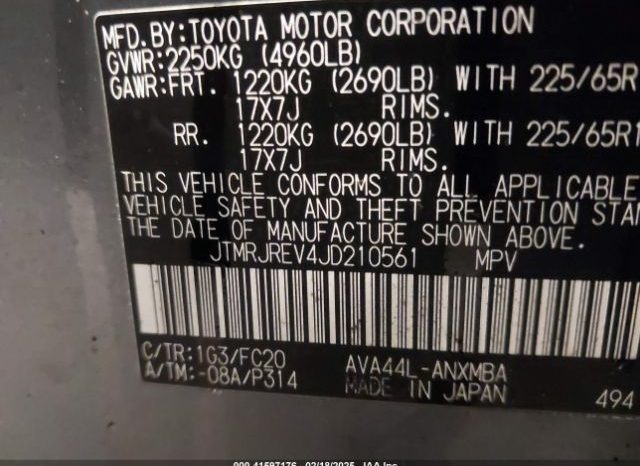 MFD. BY: TOYOTA MOTOR CORPORATION
GVWR: 2250KG (4960LB)
GAWR: FRT. 1220KG (2690LB) WITH 225/65R
17X7J RIMS.
RR. 1220KG (2690LB) WITH 225/65R1
17X7J RIMS.
THIS VEHICLE CONFORMS TO ALL APPLICABLE
VEHICLE SAFETY AND THEFT PREVENTION STAN
THE DATE OF MANUFACTURE SHOWN ABOVE.
JTMRJREV4JD210561 MPV
C/TR: 1G3/FC20 AVA44L-ANXMBA
A/TM: -08A/P314 MADE IN JAPAN 494